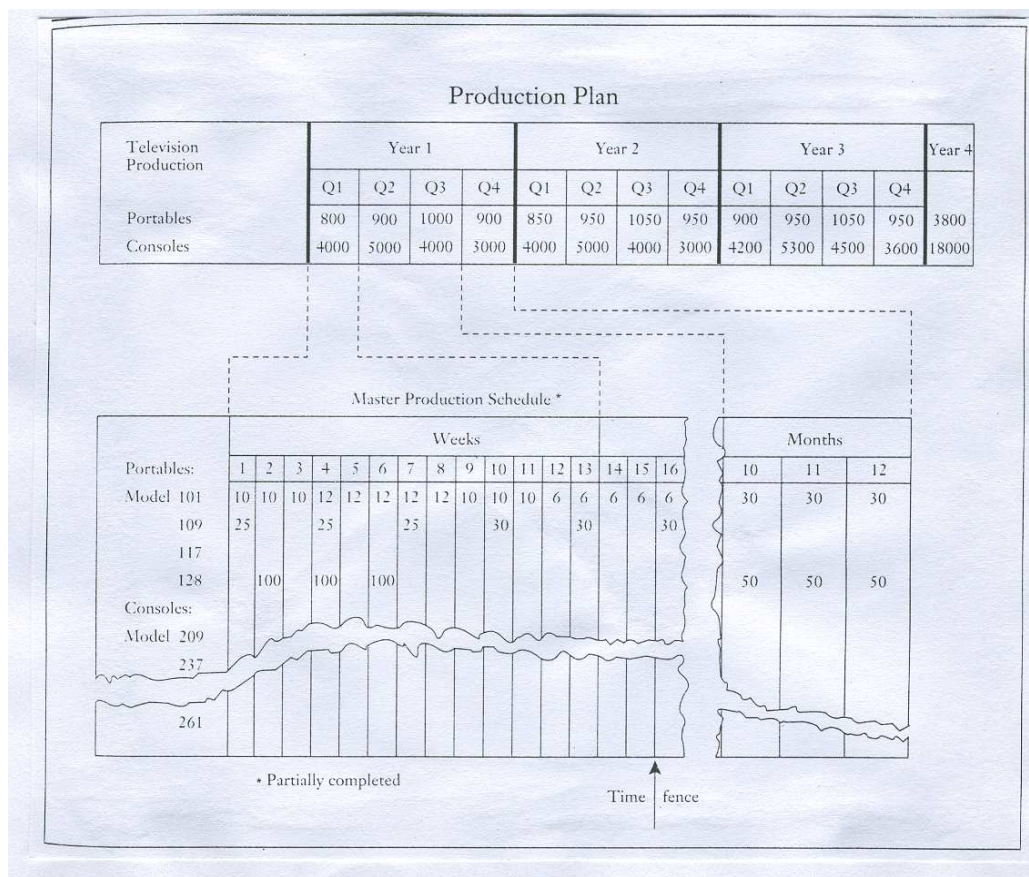 Production Plan
Television Production Year 1 Year 2 Year 3 Year 4
Q1 Q2 Q3 Q4 Q1 Q2 Q3 Q4 Q1 Q2 Q3 Q4
Portables 800 900 1000 900 850 950 1050 950 900 950 1050 950 3800
Consoles 4000 5000 4000 3000 4000 5000 4000 3000 4200 5300 4500 3600 18000
Master Production Schedule *
Weeks Months
Portables: 1 2 3 4 5 6 7 8 9 10 11 12 13 14 15 16 10 11 12
Model 101 10 10 10 12 12 12 12 12 10 10 10 6 6 6 6 6 30 30 30
109 25 25 25 30 30 30
117
128 100 100 100 50 50 50
Consoles:
Model 209
237
261
* Partially completed
Time fence